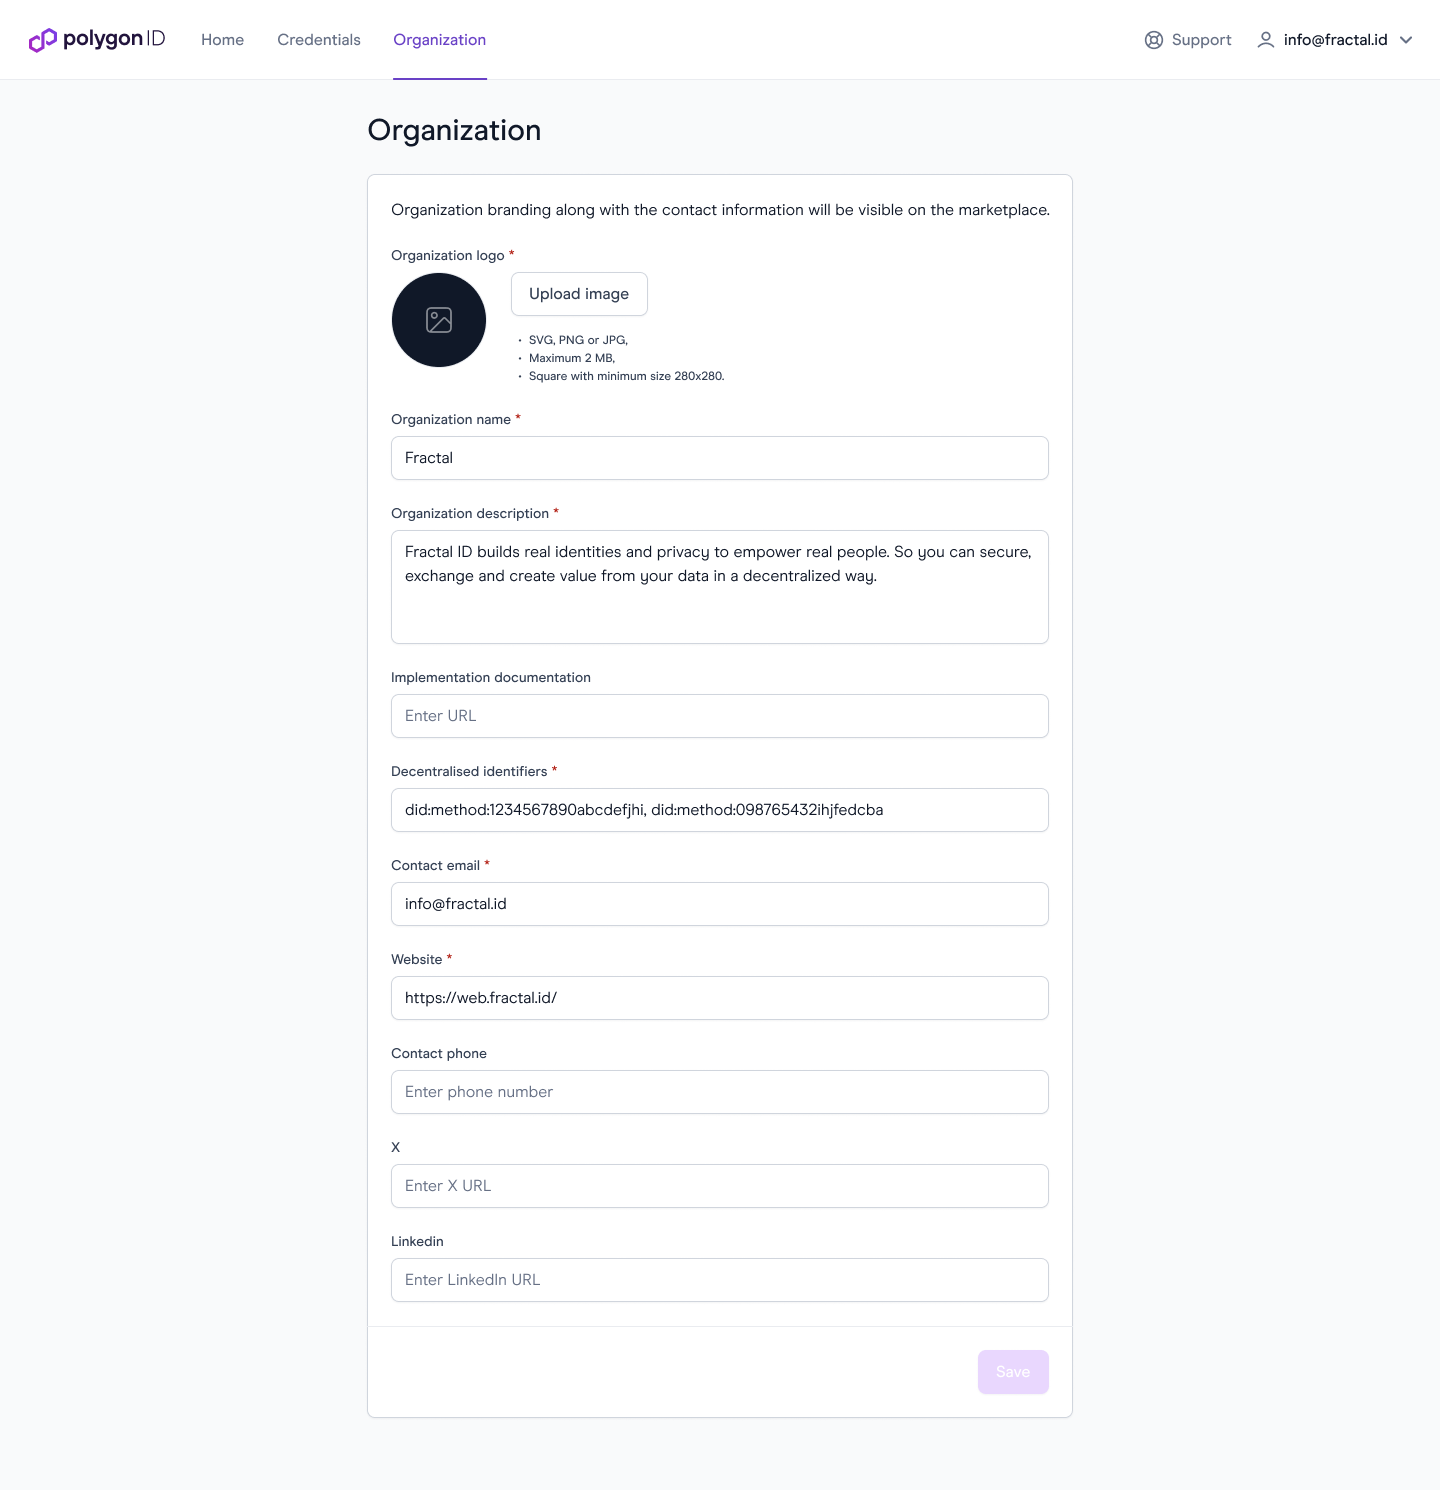 polygon ID
Home
Credentials
Organization
Support
info@fractal.id
Organization
Organization branding along with the contact information will be visible on the marketplace.
Organization logo *
Upload image
• SVG, PNG or JPG,
• Maximum 2 MB,
• Square with minimum size 280x280.
Organization name *
Fractal
Organization description *
Fractal ID builds real identities and privacy to empower real people. So you can secure,
exchange and create value from your data in a decentralized way.
Implementation documentation
Enter URL
Decentralised identifiers *
did:method:1234567890abcdefjhi, did:method:098765432ihjfedcba
Contact email *
info@fractal.id
Website *
https://web.fractal.id/
Contact phone
Enter phone number
X
Enter X URL
Linkedin
Enter LinkedIn URL
Save